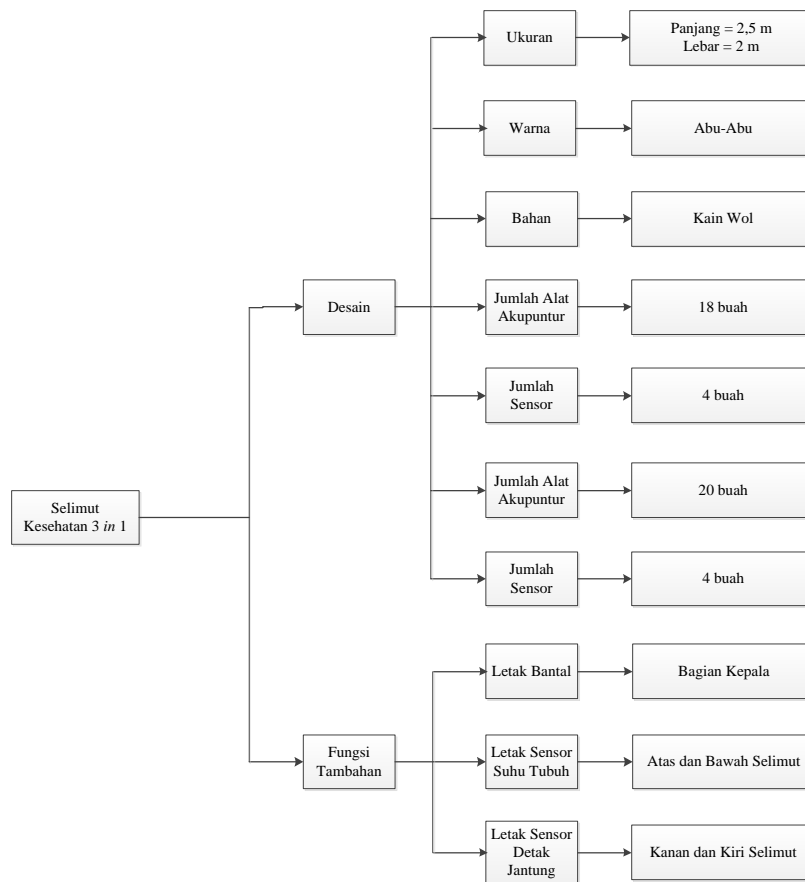 Ukuran
Panjang = 2,5 m
Lebar = 2 m
Warna
Abu-Abu
Bahan
Kain Wol
Desain
Jumlah Alat
Akupuntur
18 buah
Jumlah
Sensor
4 buah
Selimut
Kesehatan 3 in 1
Jumlah Alat
Akupuntur
20 buah
Jumlah
Sensor
4 buah
Letak Bantal
Bagian Kepala
Fungsi
Tambahan
Letak Sensor
Suhu Tubuh
Atas dan Bawah Selimut
Letak Sensor
Detak
Jantung
Kanan dan Kiri Selimut